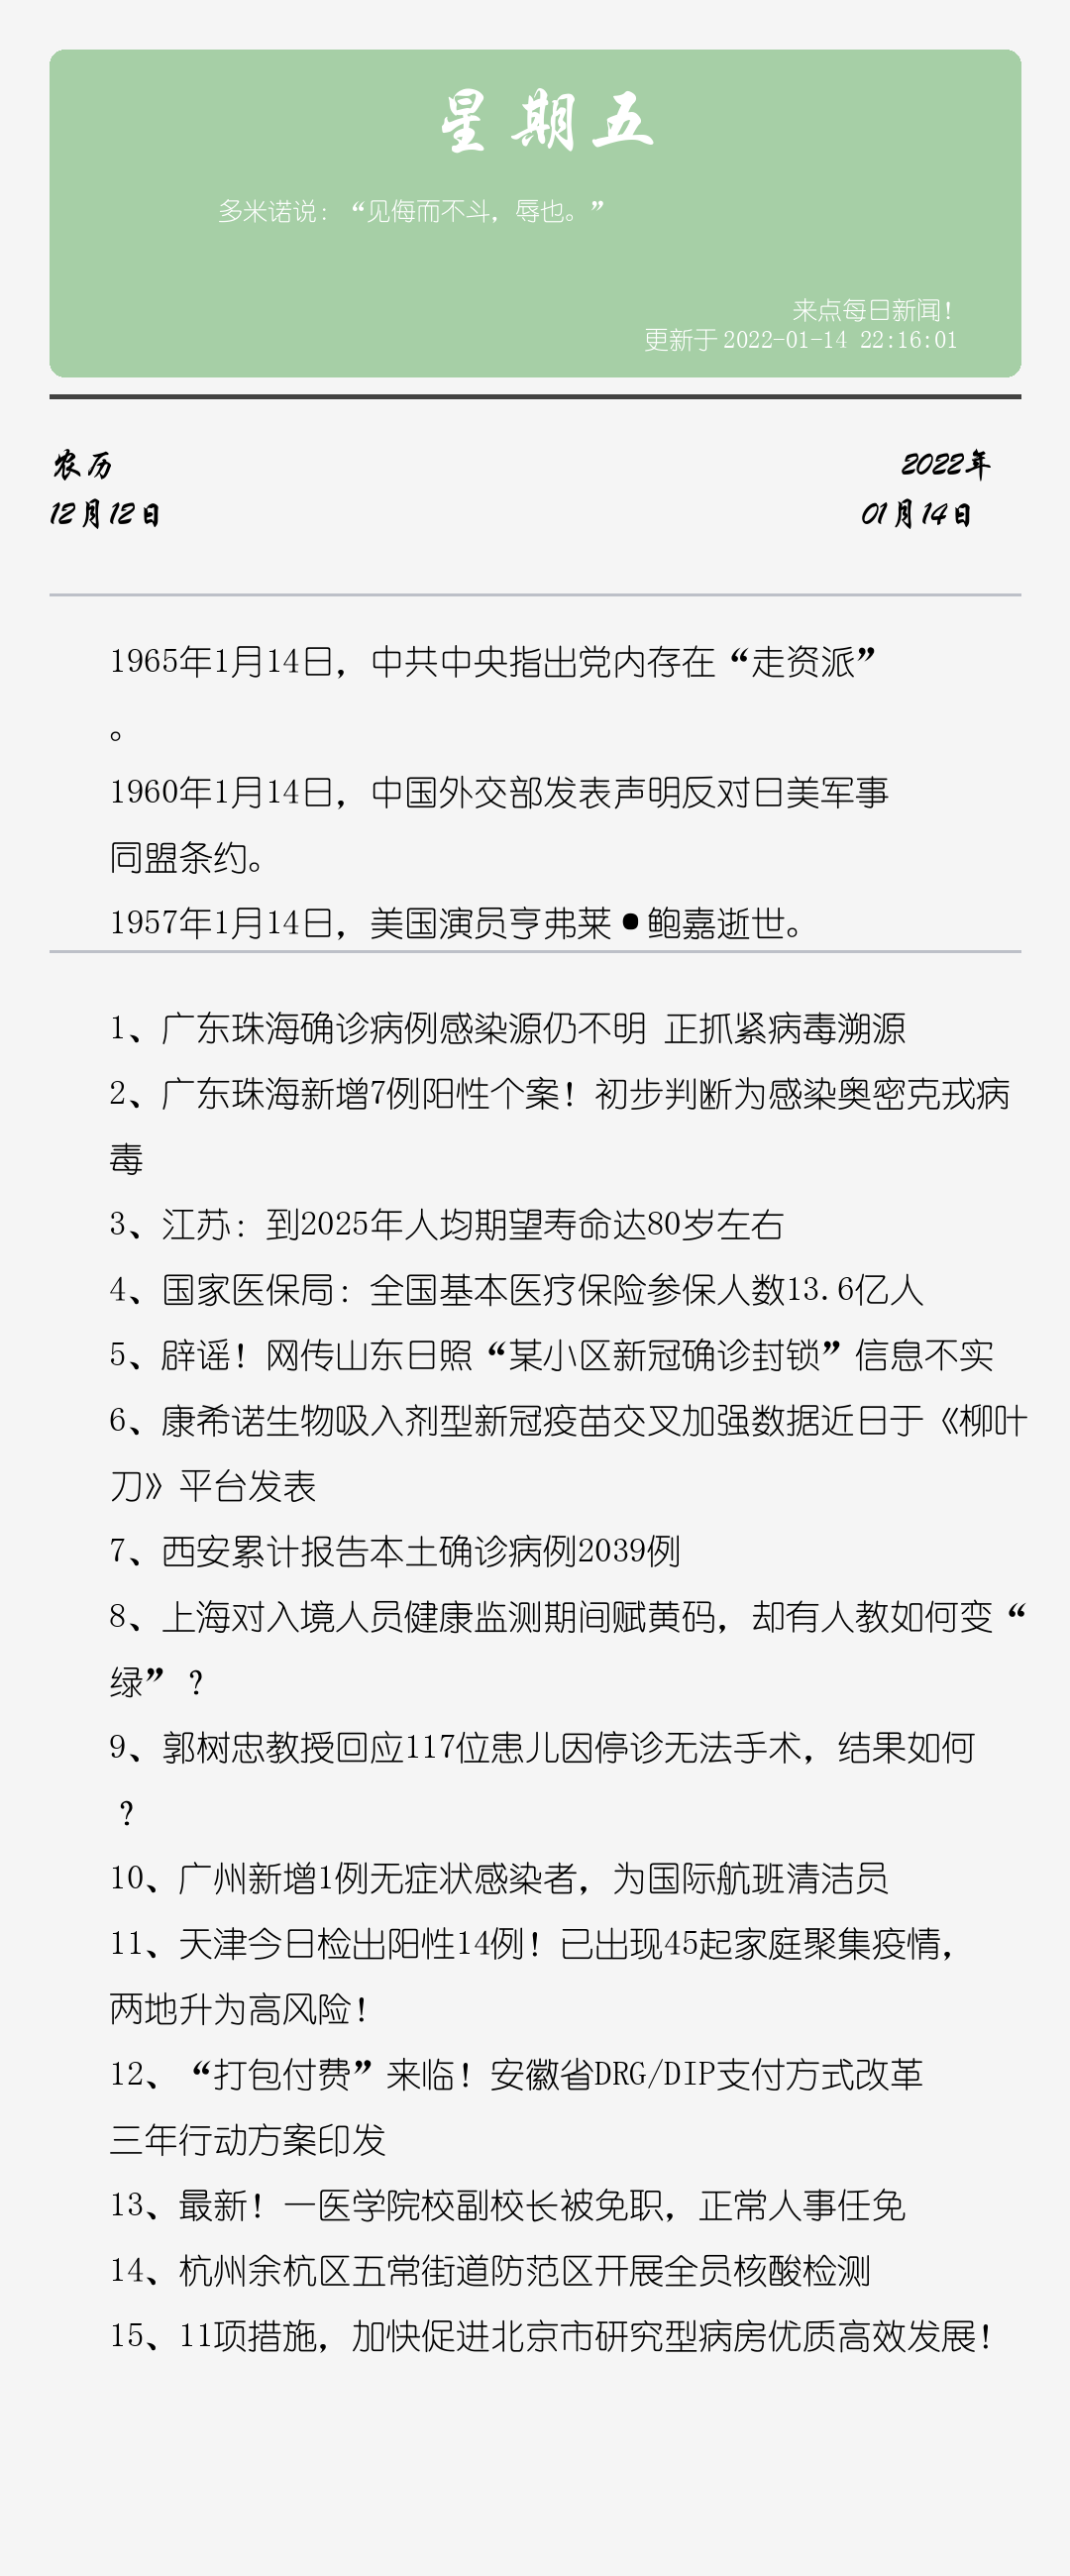 星期五
多米诺说：“见侮而不斗，辱也。”
来点每日新闻！
更新于 2022-01-14 22:16:01
农历
2022年
12月12日
01月14日
1965年1月14日，中共中央指出党内存在“走资派”
。
1960年1月14日，中国外交部发表声明反对日美军事
同盟条约。
1957年1月14日，美国演员亨弗莱•鲍嘉逝世。
1、广东珠海确诊病例感染源仍不明 正抓紧病毒溯源
2、广东珠海新增7例阳性个案！初步判断为感染奥密克戎病
毒
3、江苏：到2025年人均期望寿命达80岁左右
4、国家医保局：全国基本医疗保险参保人数13.6亿人
5、辟谣！网传山东日照“某小区新冠确诊封锁”信息不实
6、康希诺生物吸入剂型新冠疫苗交叉加强数据近日于《柳叶
刀》平台发表
7、西安累计报告本土确诊病例2039例
8、上海对入境人员健康监测期间赋黄码，却有人教如何变“
绿”？
9、郭树忠教授回应117位患儿因停诊无法手术，结果如何
？
10、广州新增1例无症状感染者，为国际航班清洁员
11、天津今日检出阳性14例！已出现45起家庭聚集疫情，
两地升为高风险！
12、“打包付费”来临！安徽省DRG/DIP支付方式改革
三年行动方案印发
13、最新！一医学院校副校长被免职，正常人事任免
14、杭州余杭区五常街道防范区开展全员核酸检测
15、11项措施，加快促进北京市研究型病房优质高效发展！